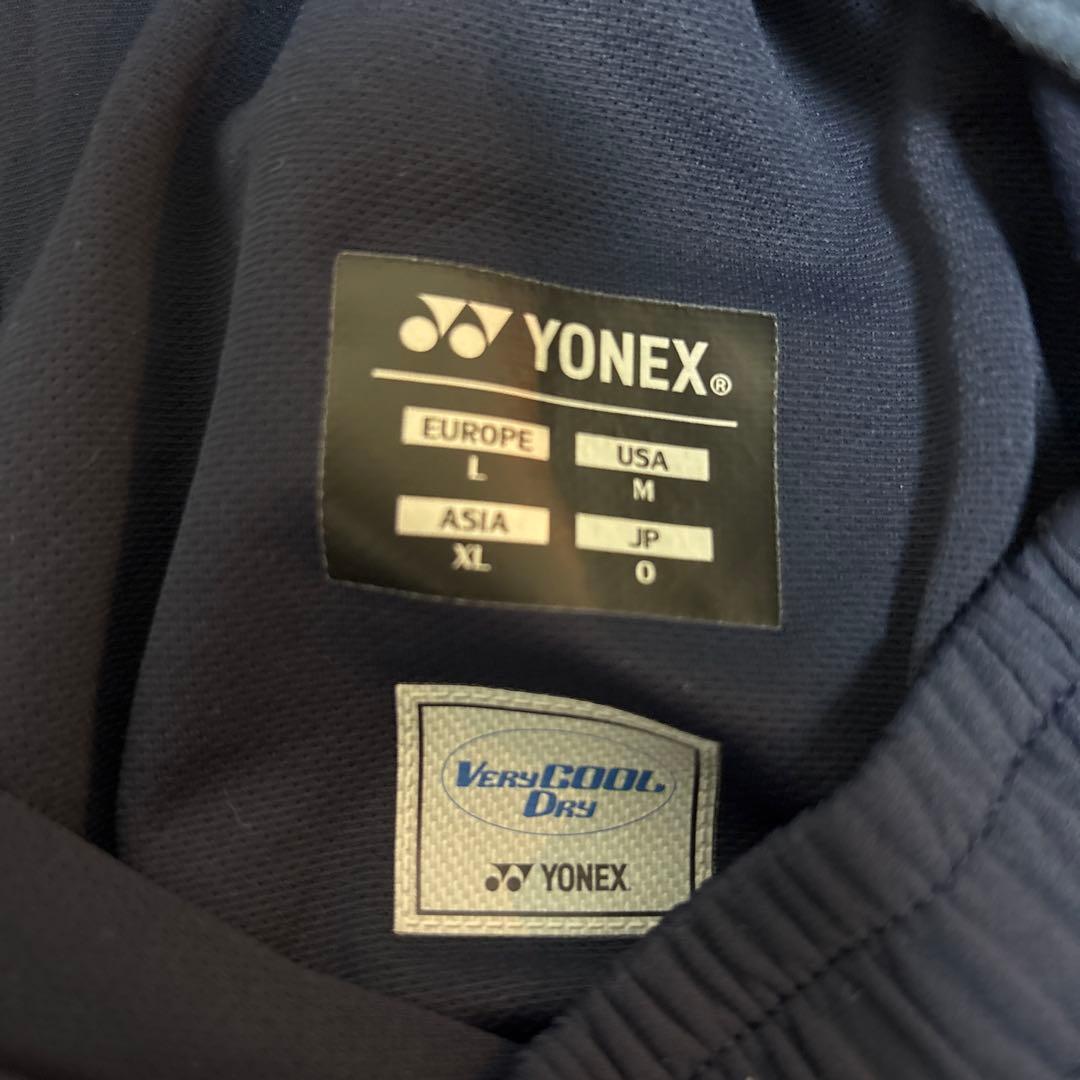 YONEX®
EUROPE
L
USA
M
ASIA
XL
JP
O
VERYCOOL
DRY
YONEX